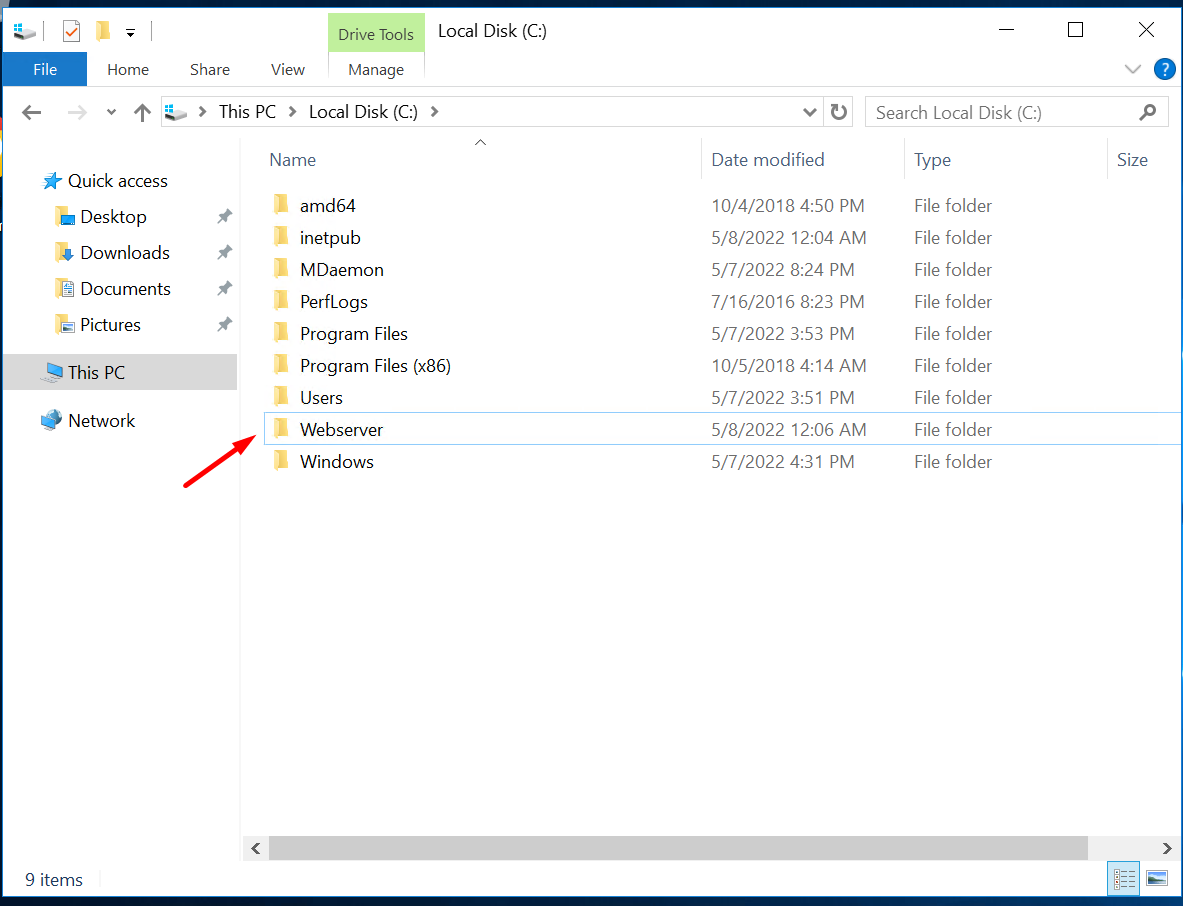 Drive Tools Local Disk (C:)
File Home Share View Manage ?
This PC Local Disk (C:) Search Local Disk (C:)
Name Date modified Type Size
Quick access
Desktop
Downloads
Documents
Pictures
This PC
Network
amd64 10/4/2018 4:50 PM File folder
inetpub 5/8/2022 12:04 AM File folder
MDaemon 5/7/2022 8:24 PM File folder
PerfLogs 7/16/2016 8:23 PM File folder
Program Files 5/7/2022 3:53 PM File folder
Program Files (x86) 10/5/2018 4:14 AM File folder
Users 5/7/2022 3:51 PM File folder
Webserver 5/8/2022 12:06 AM File folder
Windows 5/7/2022 4:31 PM File folder
9 items